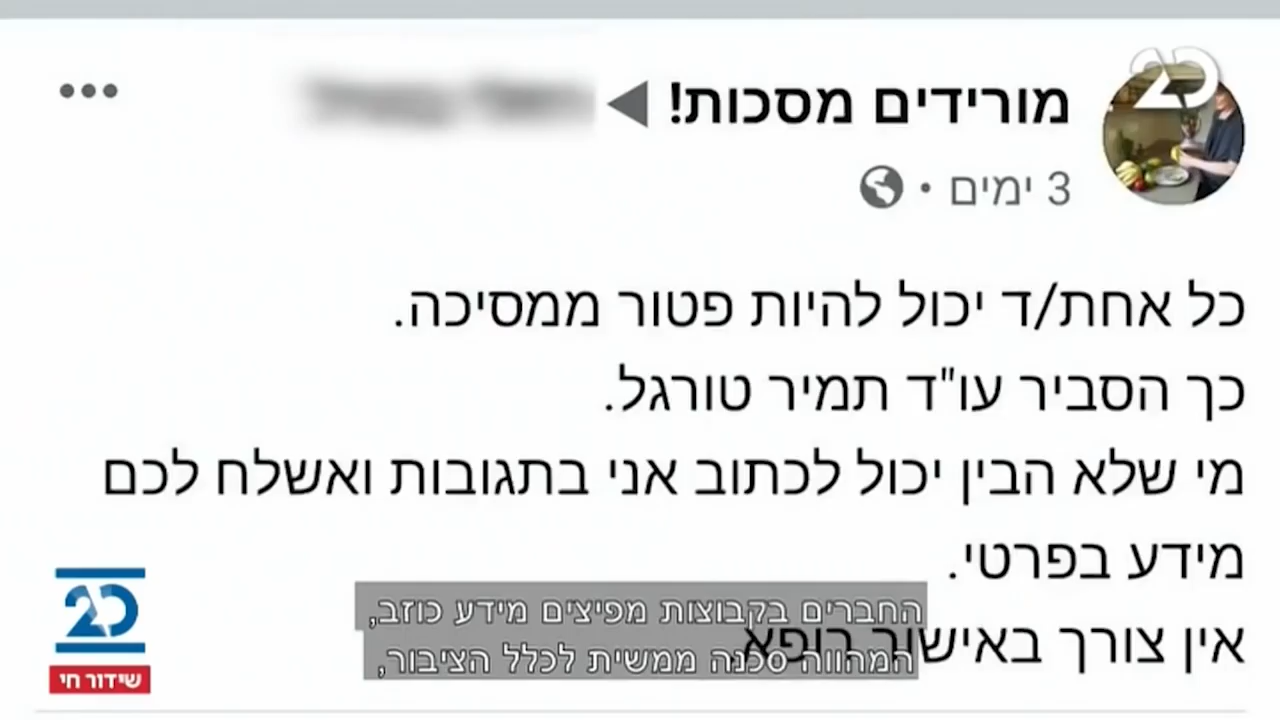 מורידים מסכות!
3 ימים
כל אחת/ד יכול להיות פטור ממסיכה.
כך הסביר עו"ד תמיר טורגל.
מי שלא הבין יכול לכתוב אני בתגובות ואשלח לכם
מידע בפרטי.
אין צורך באישור רופא
החברים בקבוצות מפיצים מידע כוזב,
המהווה סכנה ממשית לכלל הציבור,
20
שידור חי
20